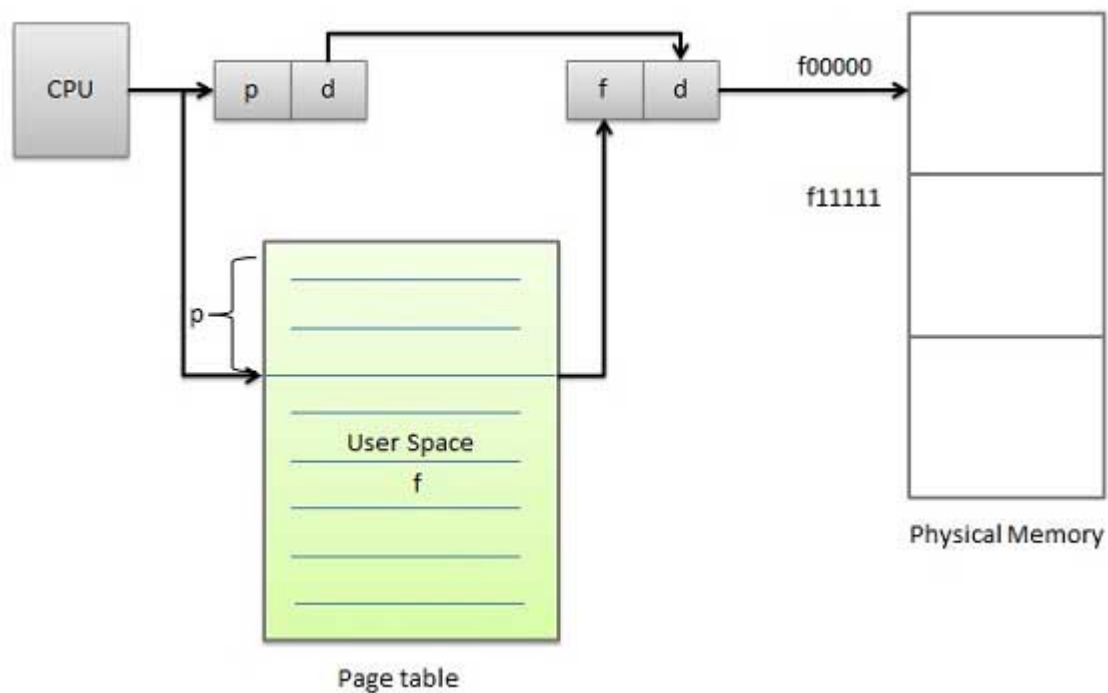 CPU
p
d
f
d
f00000
f11111
p
User Space
f
Physical Memory
Page table